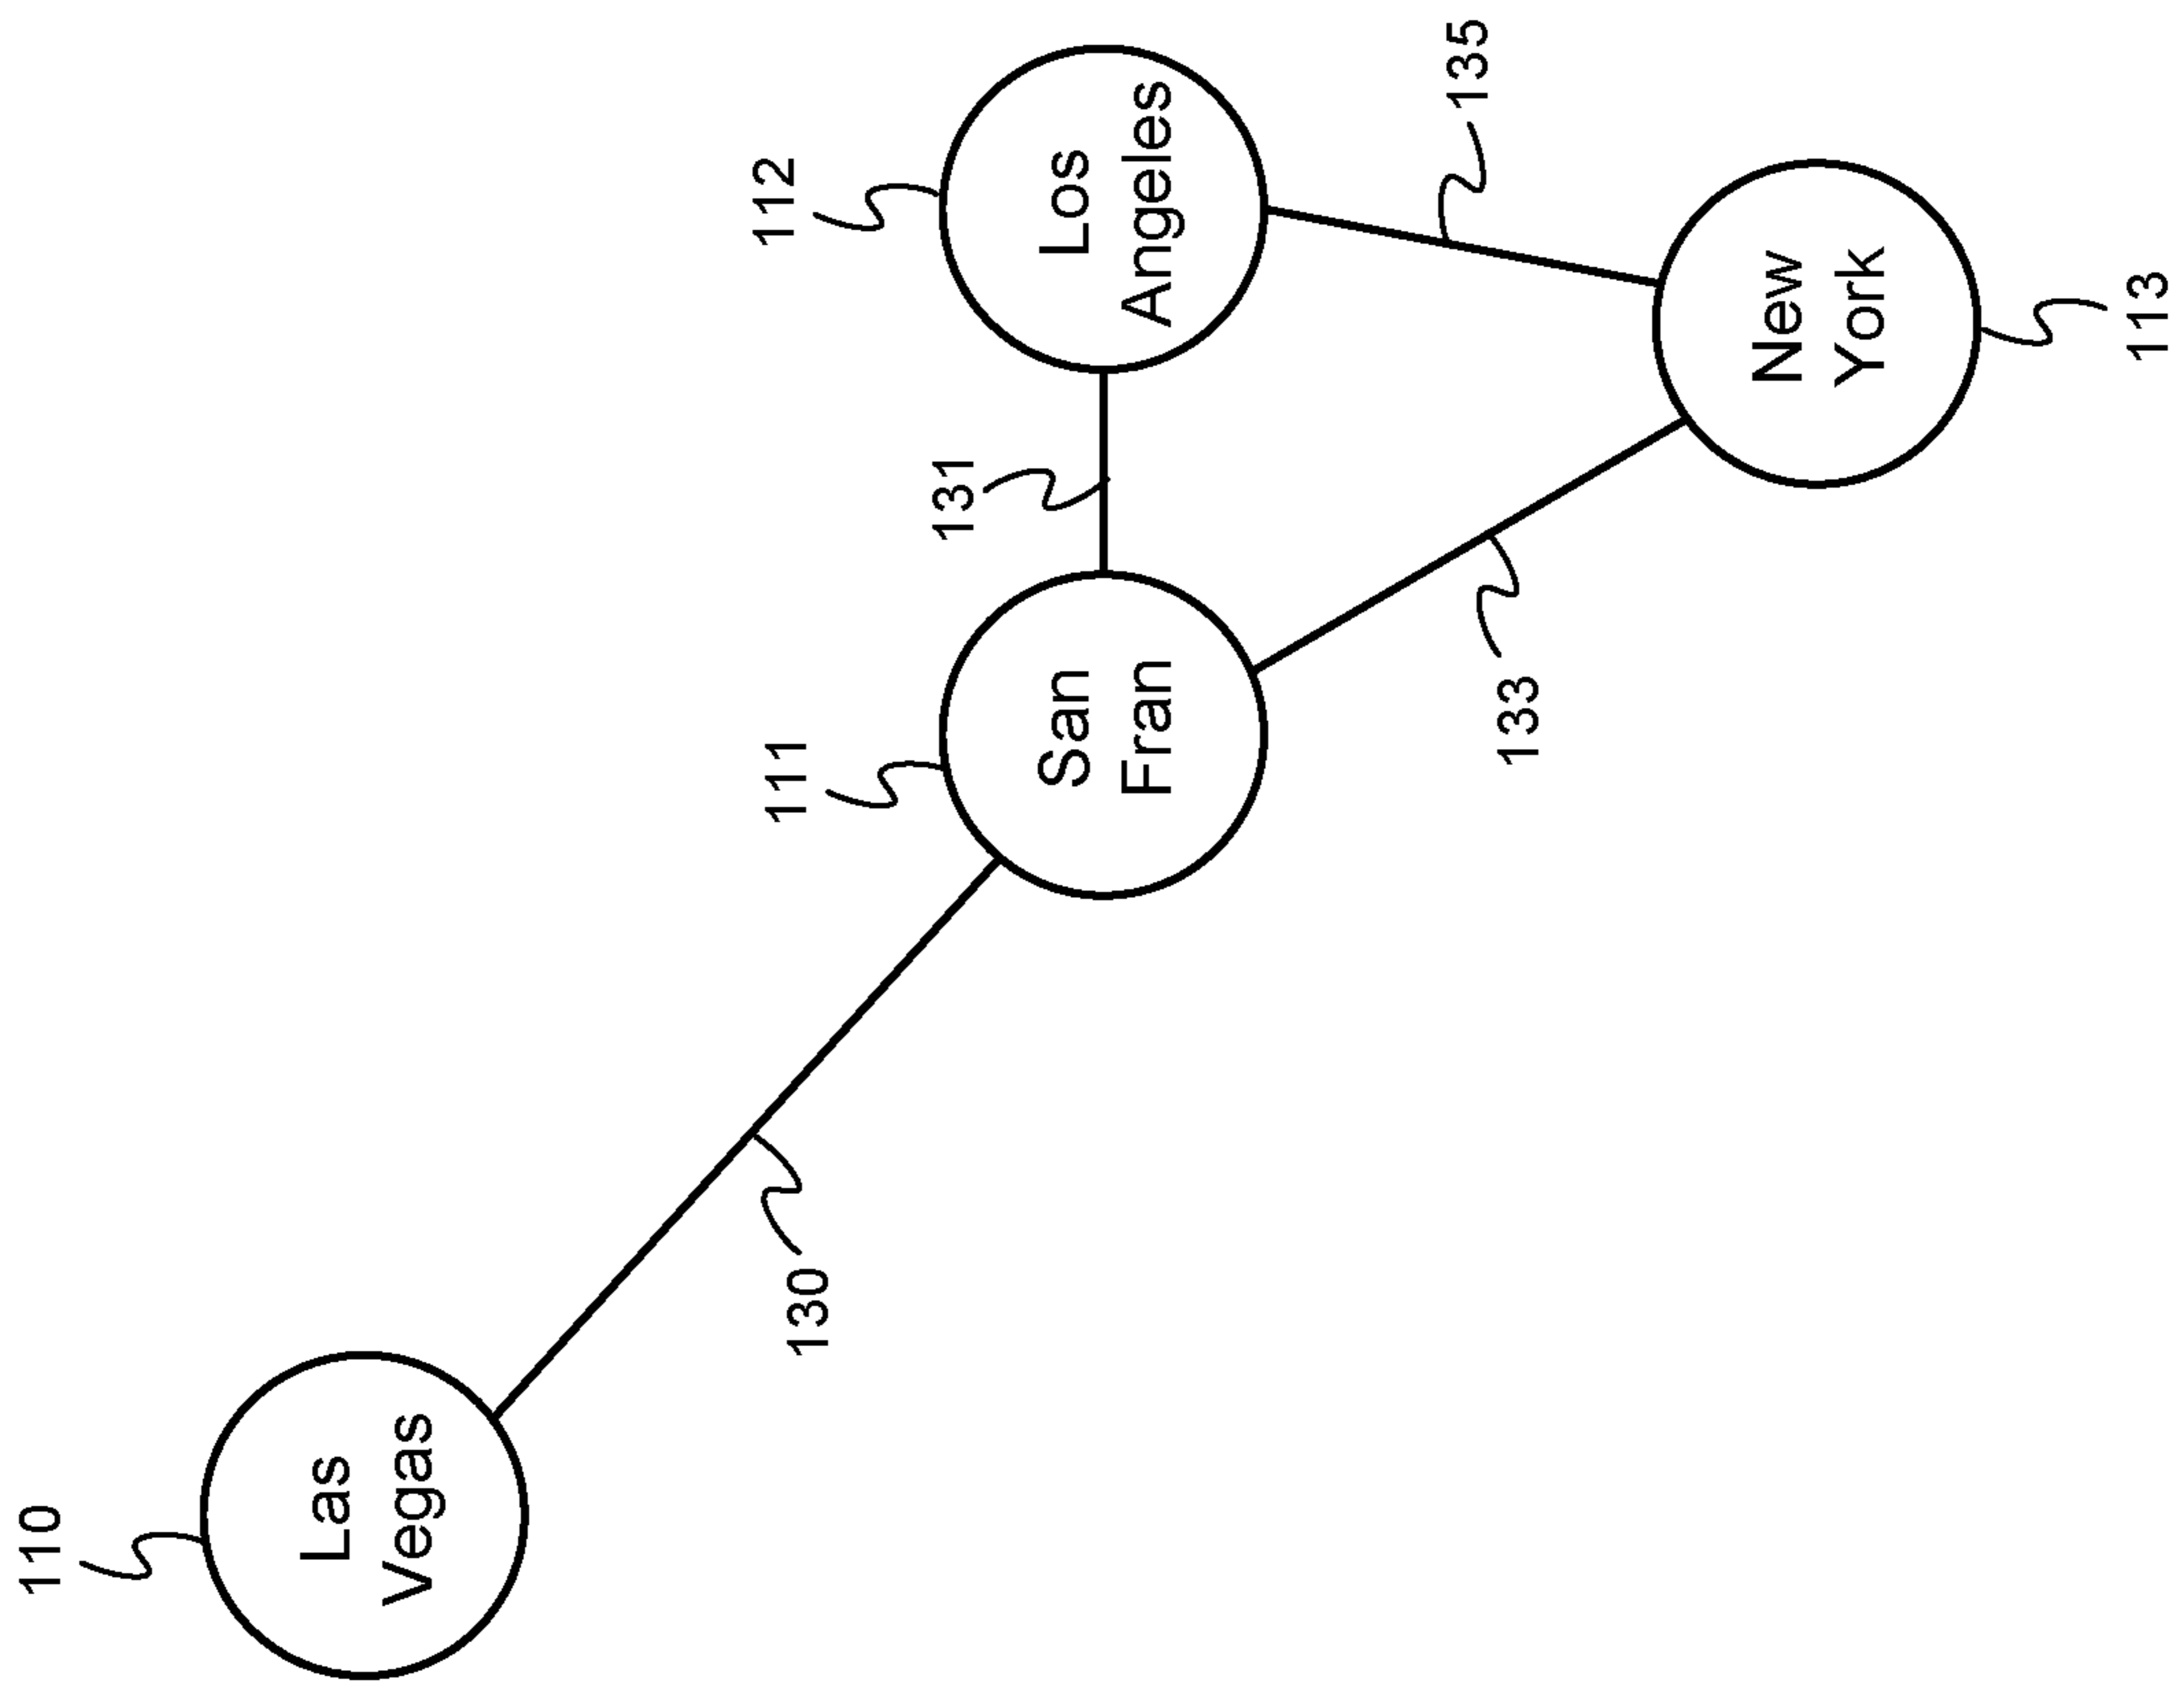 110
Las
Vegas
130
111
San
Fran
131
112
Los
Angeles
133
135
New
York
113